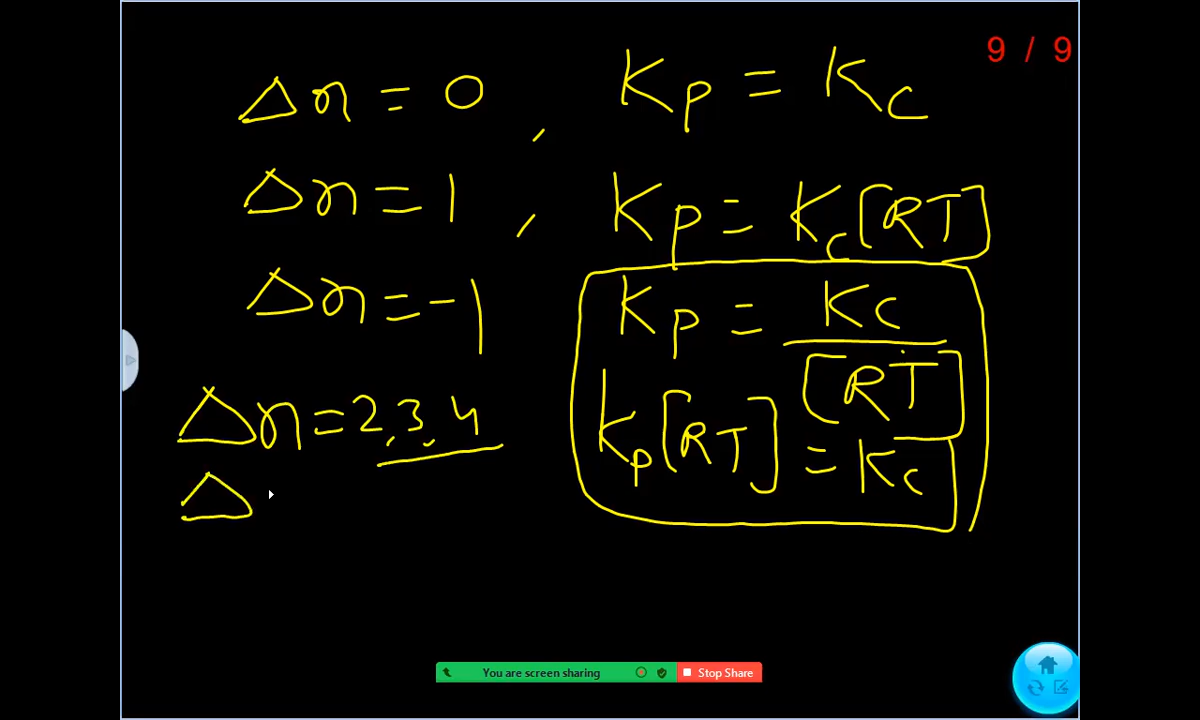 9 / 9
Δn = 0 , Kp = Kc
Δn = 1 , Kp = Kc[RT]
Δn = -1 Kp = Kc / [RT]
Δn = 2,3,4 Kp[RT] = Kc
Δ
You are screen sharing Stop Share